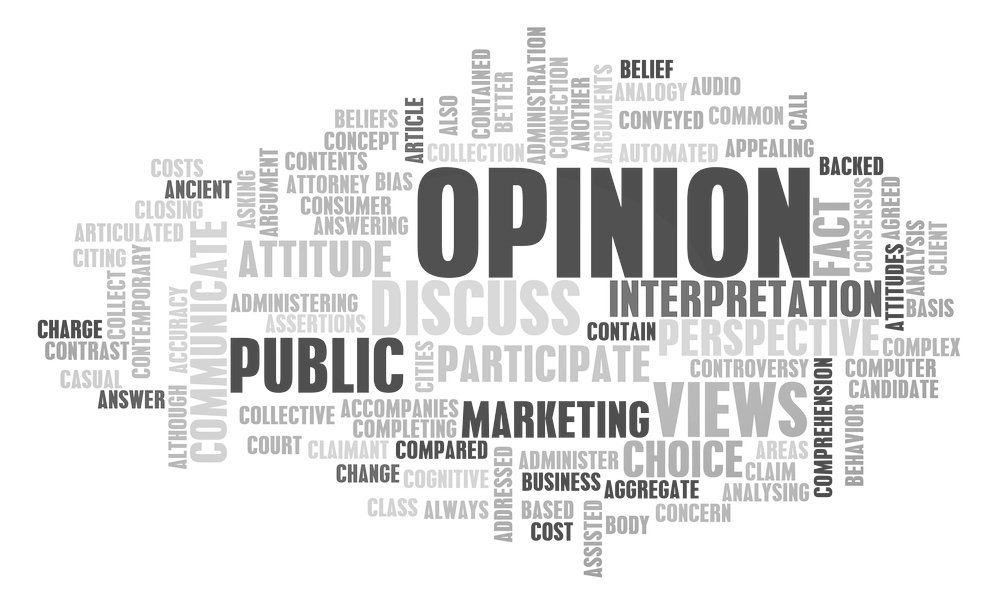 ADMINISTRATION
CONTAINED
BELIEF
CONNECTION
ARGUMENTS
BETTER
ANOTHER
ANALOGY
AUDIO
ALSO
CALL
ARTICLE
BELIEFS
CONVEYED
COMMON
CONCEPT
COLLECTION
AUTOMATED
APPEALING
COSTS
CONTENTS
BACKED
ANCIENT
ASKING
ARGUMENT
ATTORNEY
BIAS
OPINION
CONSENSUS
AGREED
CLOSING
CONSUMER
FACT
ARTICULATED
ANSWERING
ANALYSIS
CLIENT
CITING
COMMUNICATE
ATTITUDE
ATTITUDES
CONTEMPORARY
COLLECT
ADMINISTERING
DISCUSS
INTERPRETATION
BASIS
ACCURACY
ASSERTIONS
CHARGE
CONTAIN
PERSPECTIVE
CONTRAST
PUBLIC
CITIES
PARTICIPATE
COMPLEX
CASUAL
CONTROVERSY
COMPUTER
ANSWER
CANDIDATE
ALTHOUGH
COLLECTIVE
ACCOMPANIES
MARKETING
VIEWS
COMPREHENSION
BEHAVIOR
COMPLETING
COURT
CLAIMANT
COMPARED
ADDRESSED
ADMINISTER
CHOICE
AREAS
CHANGE
COGNITIVE
BUSINESS
AGGREGATE
CLAIM
ANALYSING
CLASS
ALWAYS
BASED
ASSISTED
BODY
CONCERN
COST